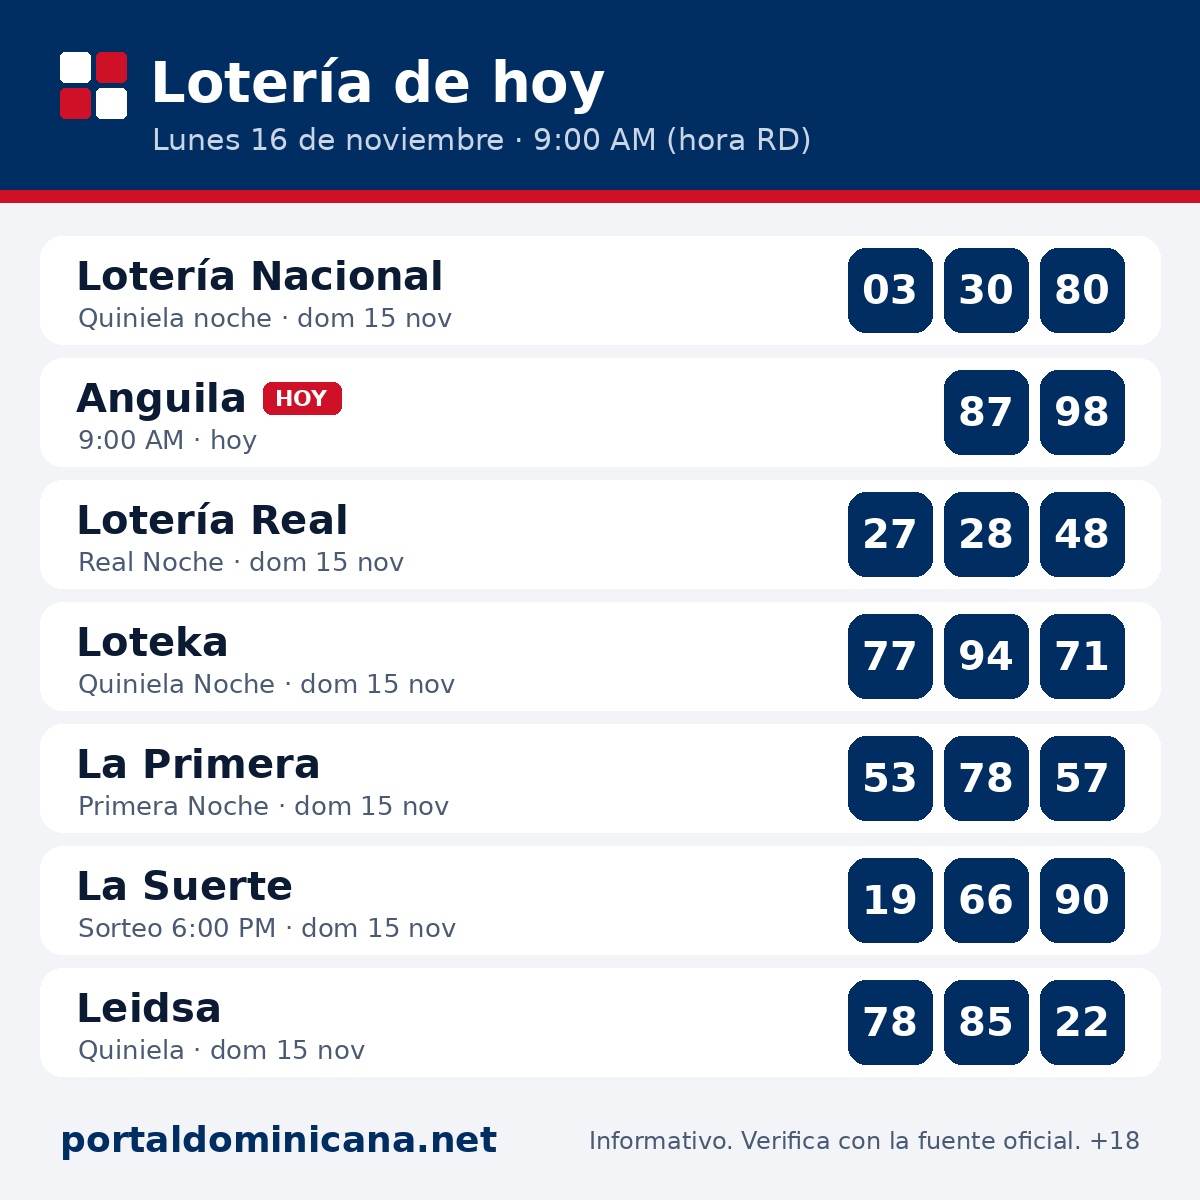 Lotería de hoy
Lunes 16 de noviembre · 9:00 AM (hora RD)
Lotería Nacional
Quiniela noche · dom 15 nov
03 30 80
Anguila HOY
9:00 AM · hoy
87 98
Lotería Real
Real Noche · dom 15 nov
27 28 48
Loteka
Quiniela Noche · dom 15 nov
77 94 71
La Primera
Primera Noche · dom 15 nov
53 78 57
La Suerte
Sorteo 6:00 PM · dom 15 nov
19 66 90
Leidsa
Quiniela · dom 15 nov
78 85 22
portaldominicana.net
Informativo. Verifica con la fuente oficial. +18